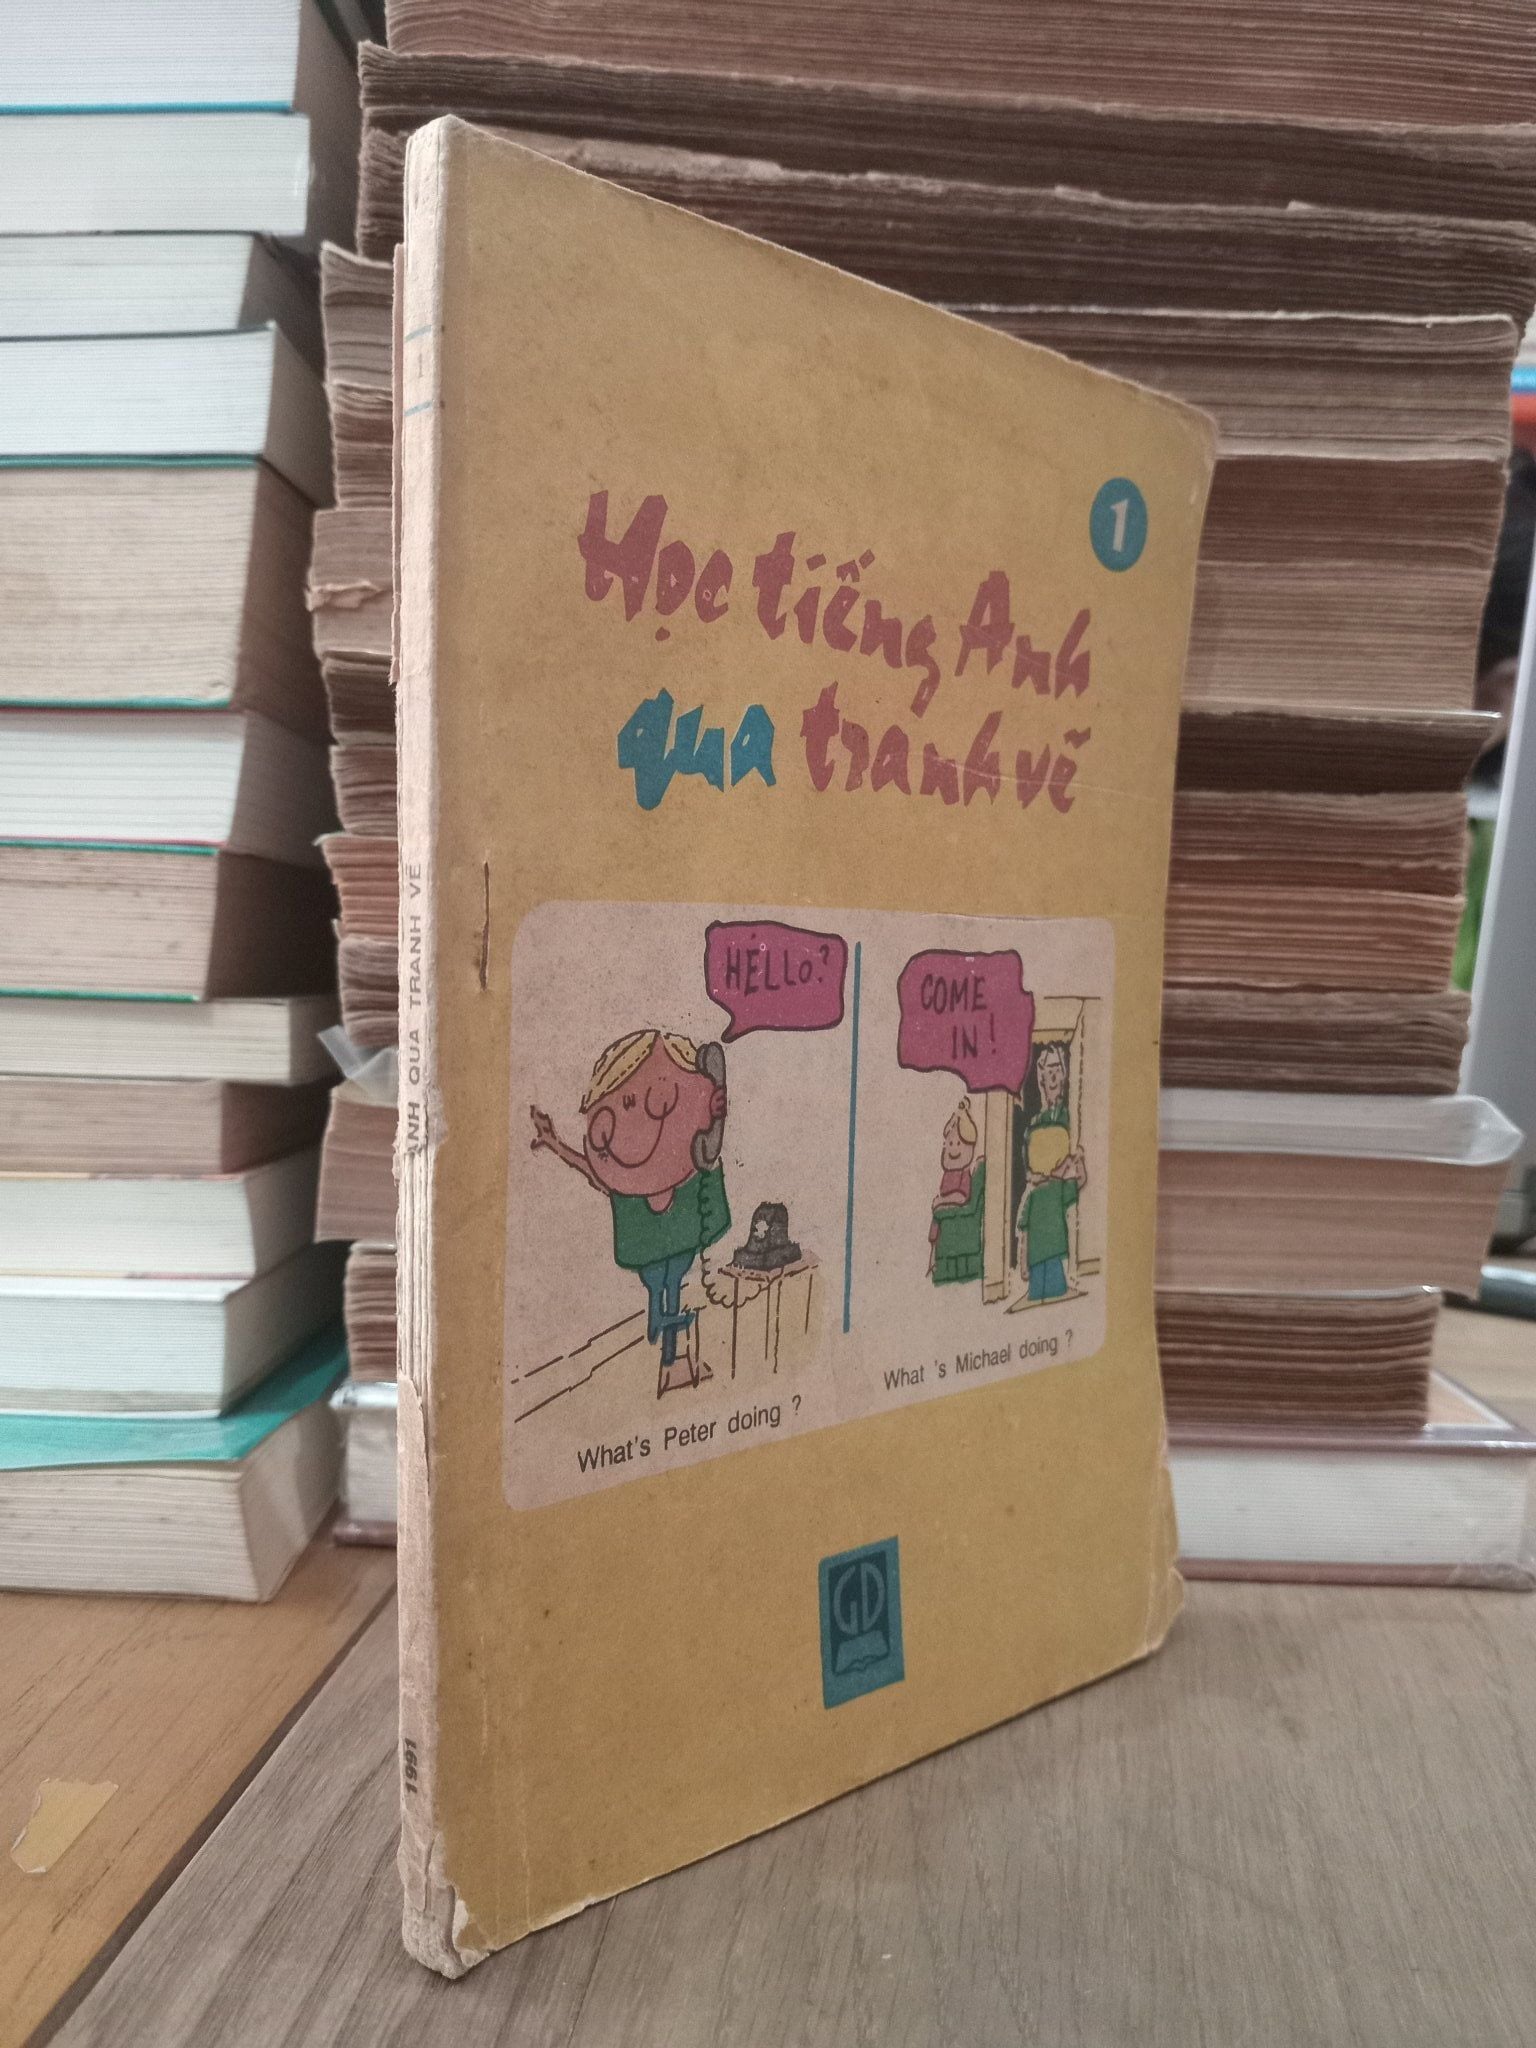 1
Học tiếng Anh
qua tranh vẽ
HELLO?
COME
IN!
What's Peter doing ?
What 's Michael doing ?
GD
1
ANH QUA TRANH VẼ
1991